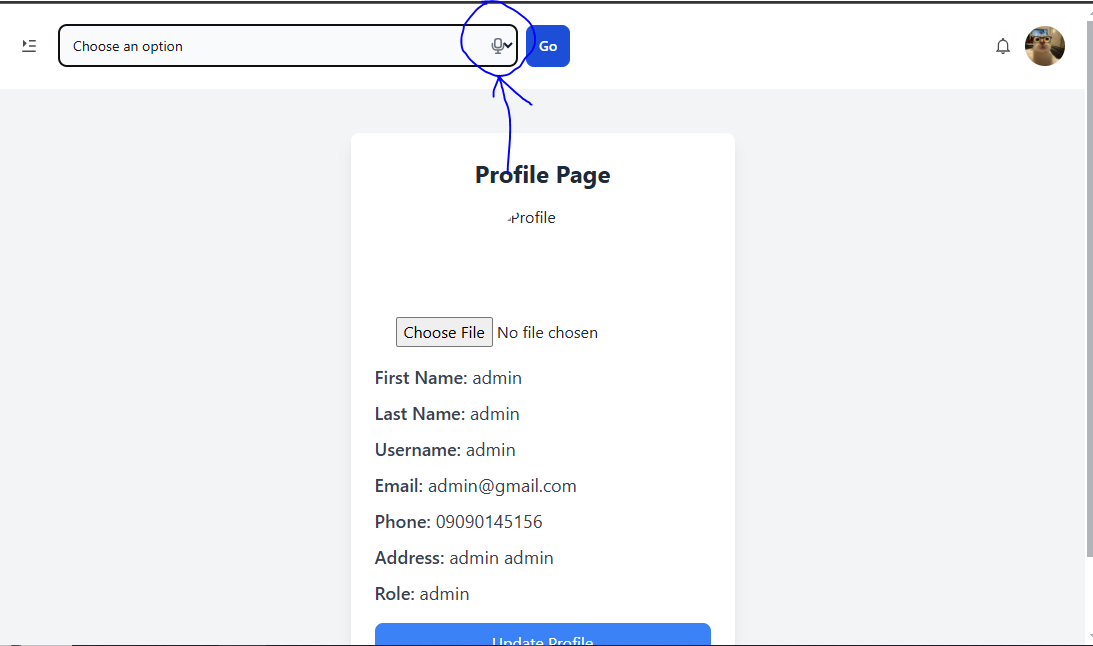 Choose an option
Go
Profile Page
Profile
Choose File No file chosen
First Name: admin
Last Name: admin
Username: admin
Email: admin@gmail.com
Phone: 09090145156
Address: admin admin
Role: admin
Update Profile